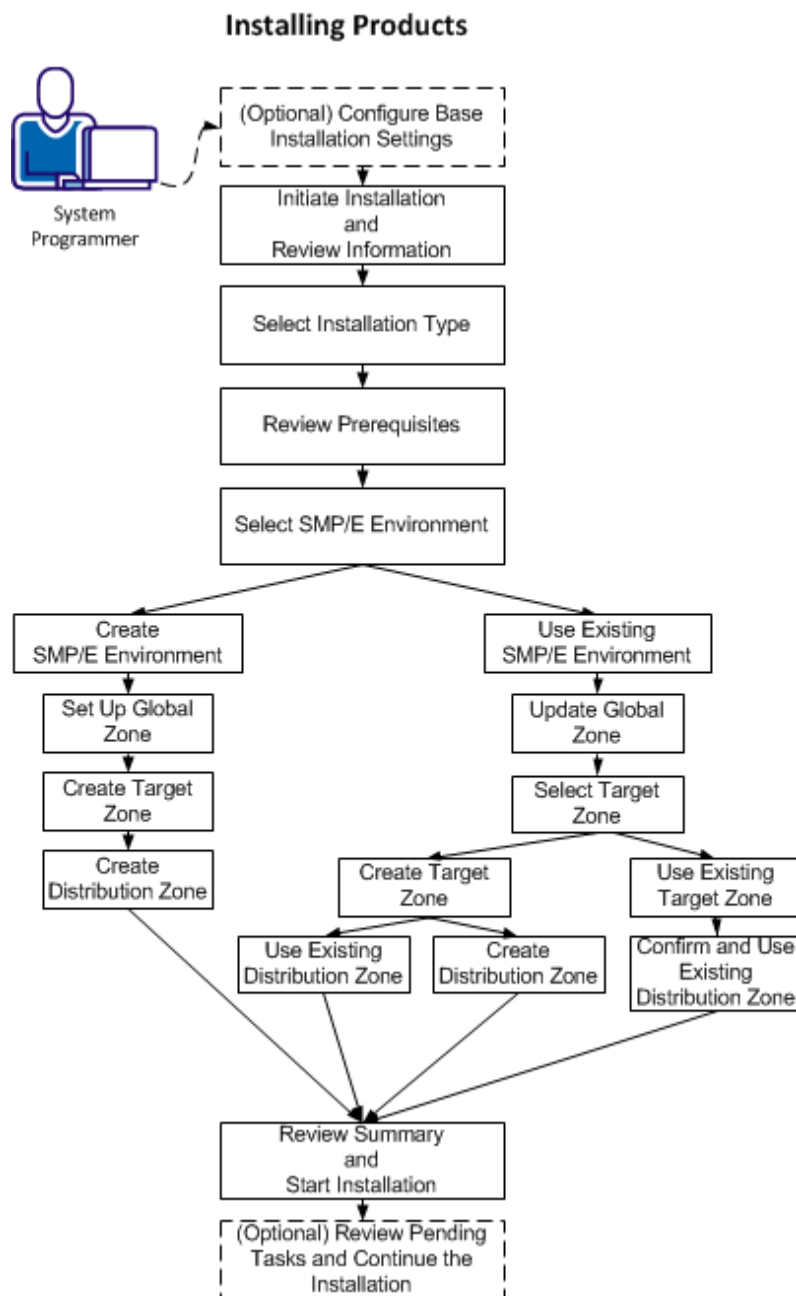 Installing Products
(Optional) Configure Base
Installation Settings
System
Programmer
Initiate Installation
and
Review Information
Select Installation Type
Review Prerequisites
Select SMP/E Environment
Create
SMP/E Environment
Set Up Global
Zone
Create Target
Zone
Create
Distribution Zone
Use Existing
SMP/E Environment
Update Global
Zone
Select Target
Zone
Create Target
Zone
Use Existing
Distribution Zone
Create
Distribution Zone
Use Existing
Target Zone
Confirm and Use
Existing
Distribution Zone
Review Summary
and
Start Installation
(Optional) Review Pending
Tasks and Continue the
Installation